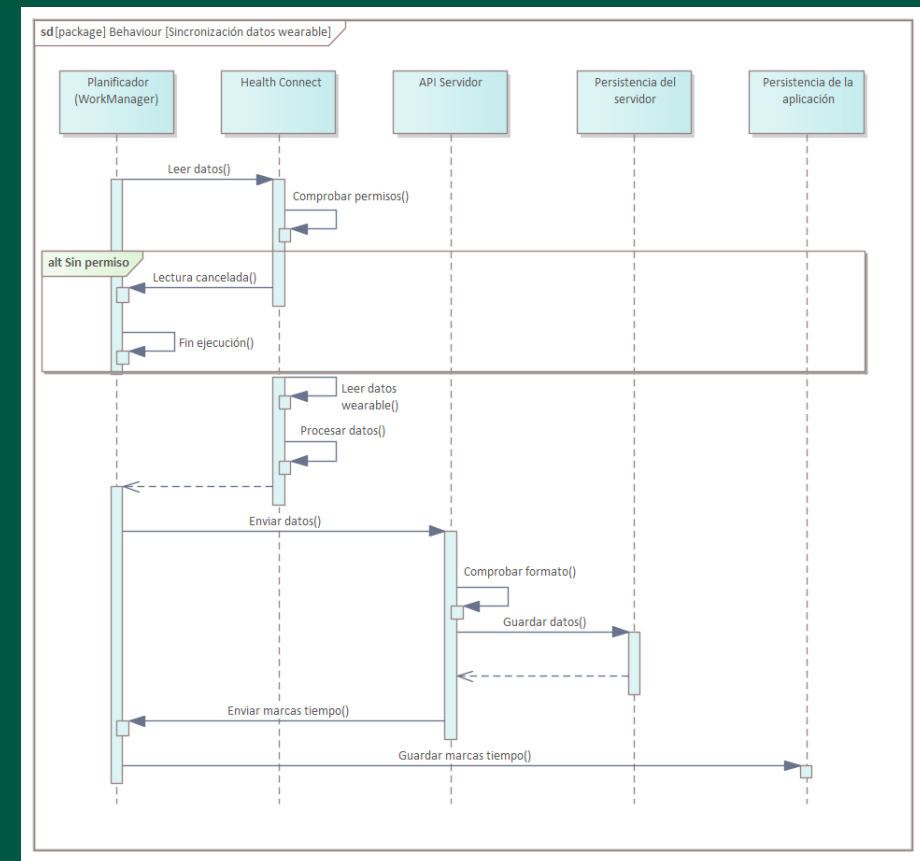 sd [package] Behaviour [Sincronización datos wearable]
Planificador
(WorkManager)
Health Connect
API Servidor
Persistencia del
servidor
Persistencia de la
aplicación
Leer datos()
Comprobar permisos()
alt Sin permiso
Lectura cancelada()
Fin ejecución()
Leer datos
wearable()
Procesar datos()
Enviar datos()
Comprobar formato()
Guardar datos()
Enviar marcas tiempo()
Guardar marcas tiempo()